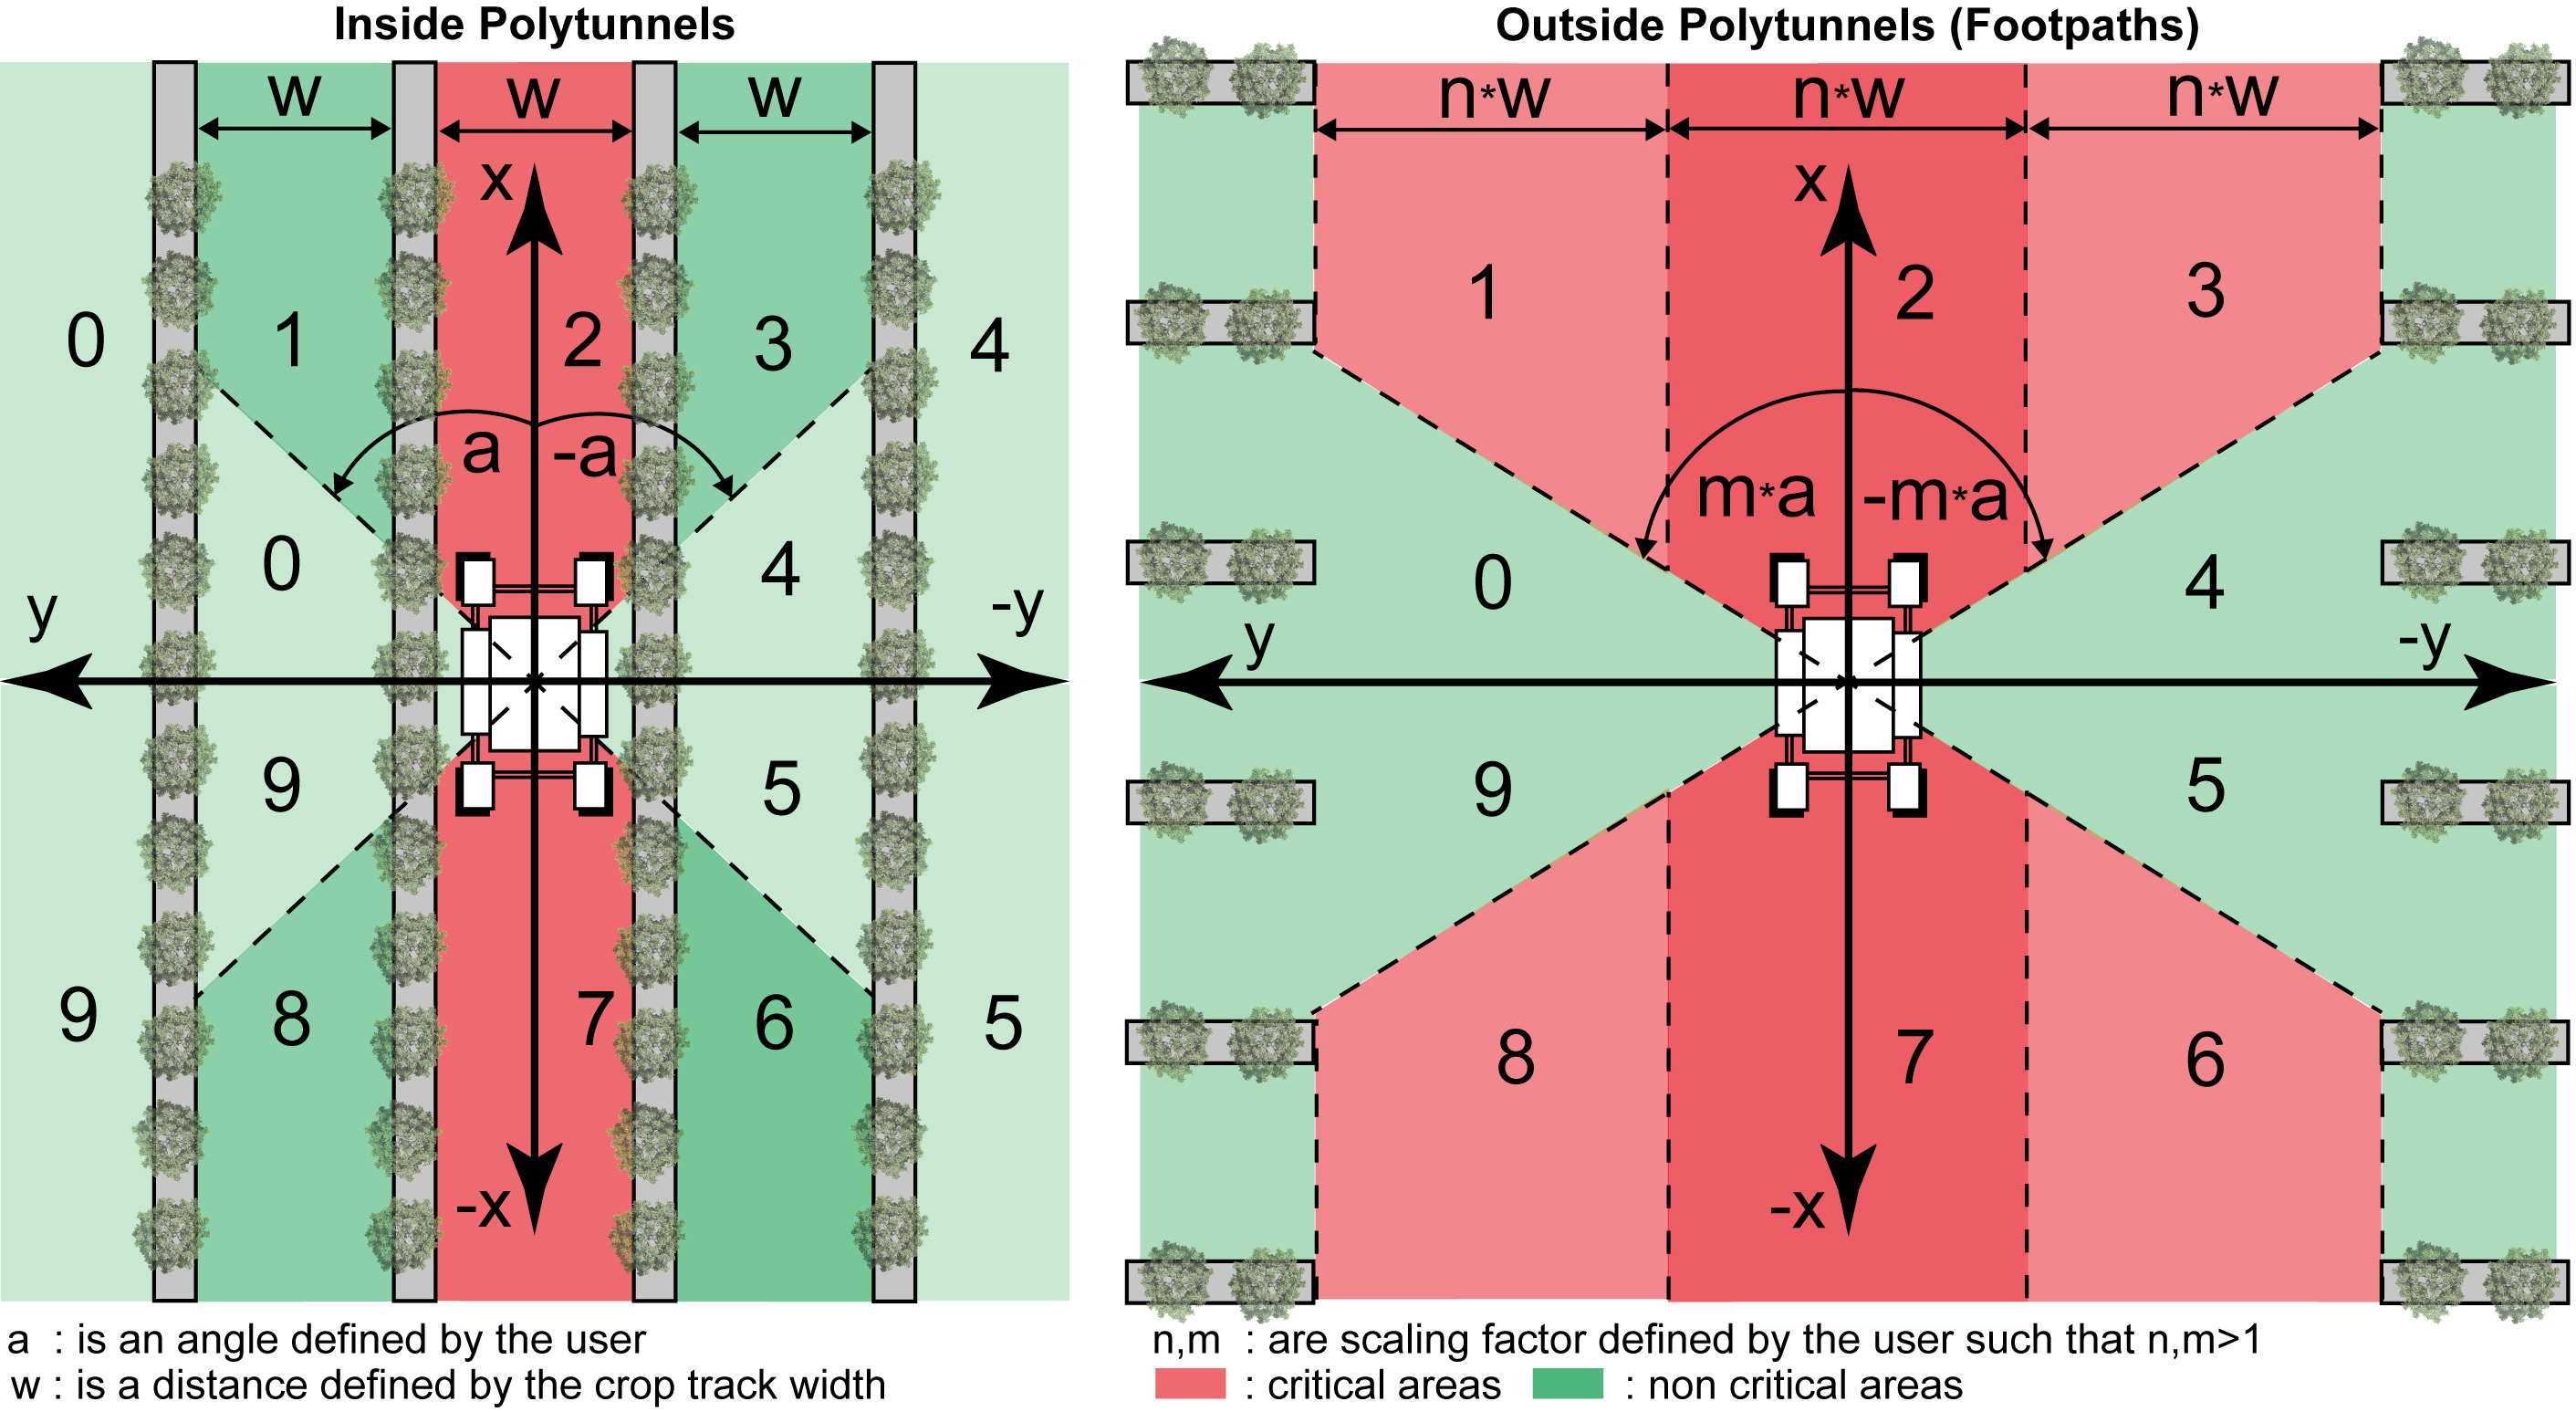 Inside Polytunnels
w w w
x
0 1 2 3 4
a -a
0 4
y -y
9 5
9 8 7 6 5
-x
a : is an angle defined by the user
w : is a distance defined by the crop track width
Outside Polytunnels (Footpaths)
n*w n*w n*w
x
1 2 3
m*a -m*a
0 4
y -y
9 5
8 7 6
-x
n,m : are scaling factor defined by the user such that n,m>1
: critical areas : non critical areas